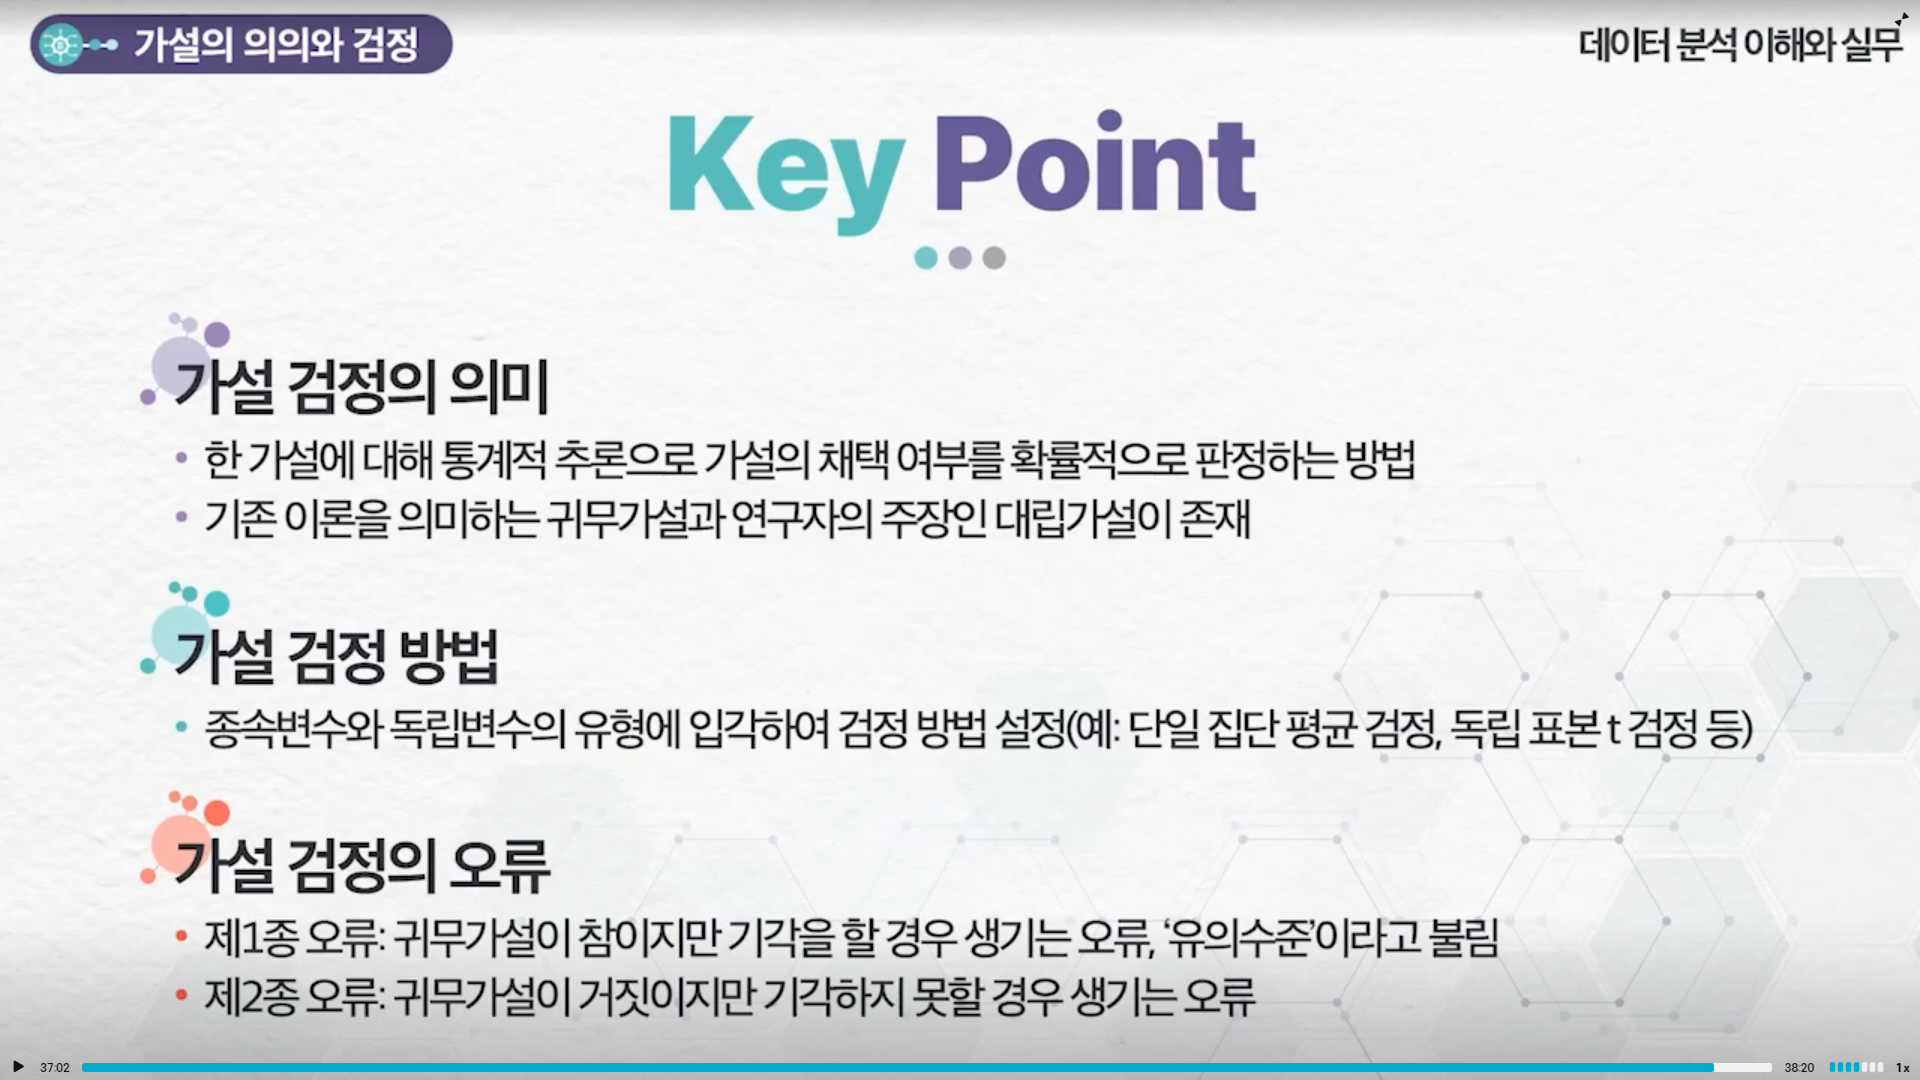 가설의 의의와 검정
데이터 분석 이해와 실무
Key Point
가설 검정의 의미
• 한 가설에 대해 통계적 추론으로 가설의 채택 여부를 확률적으로 판정하는 방법
• 기존 이론을 의미하는 귀무가설과 연구자의 주장인 대립가설이 존재
가설 검정 방법
• 종속변수와 독립변수의 유형에 입각하여 검정 방법 설정(예: 단일 집단 평균 검정, 독립 표본 t 검정 등)
가설 검정의 오류
• 제1종 오류: 귀무가설이 참이지만 기각을 할 경우 생기는 오류, ‘유의수준’이라고 불림
• 제2종 오류: 귀무가설이 거짓이지만 기각하지 못할 경우 생기는 오류
37:02 38:20 1x